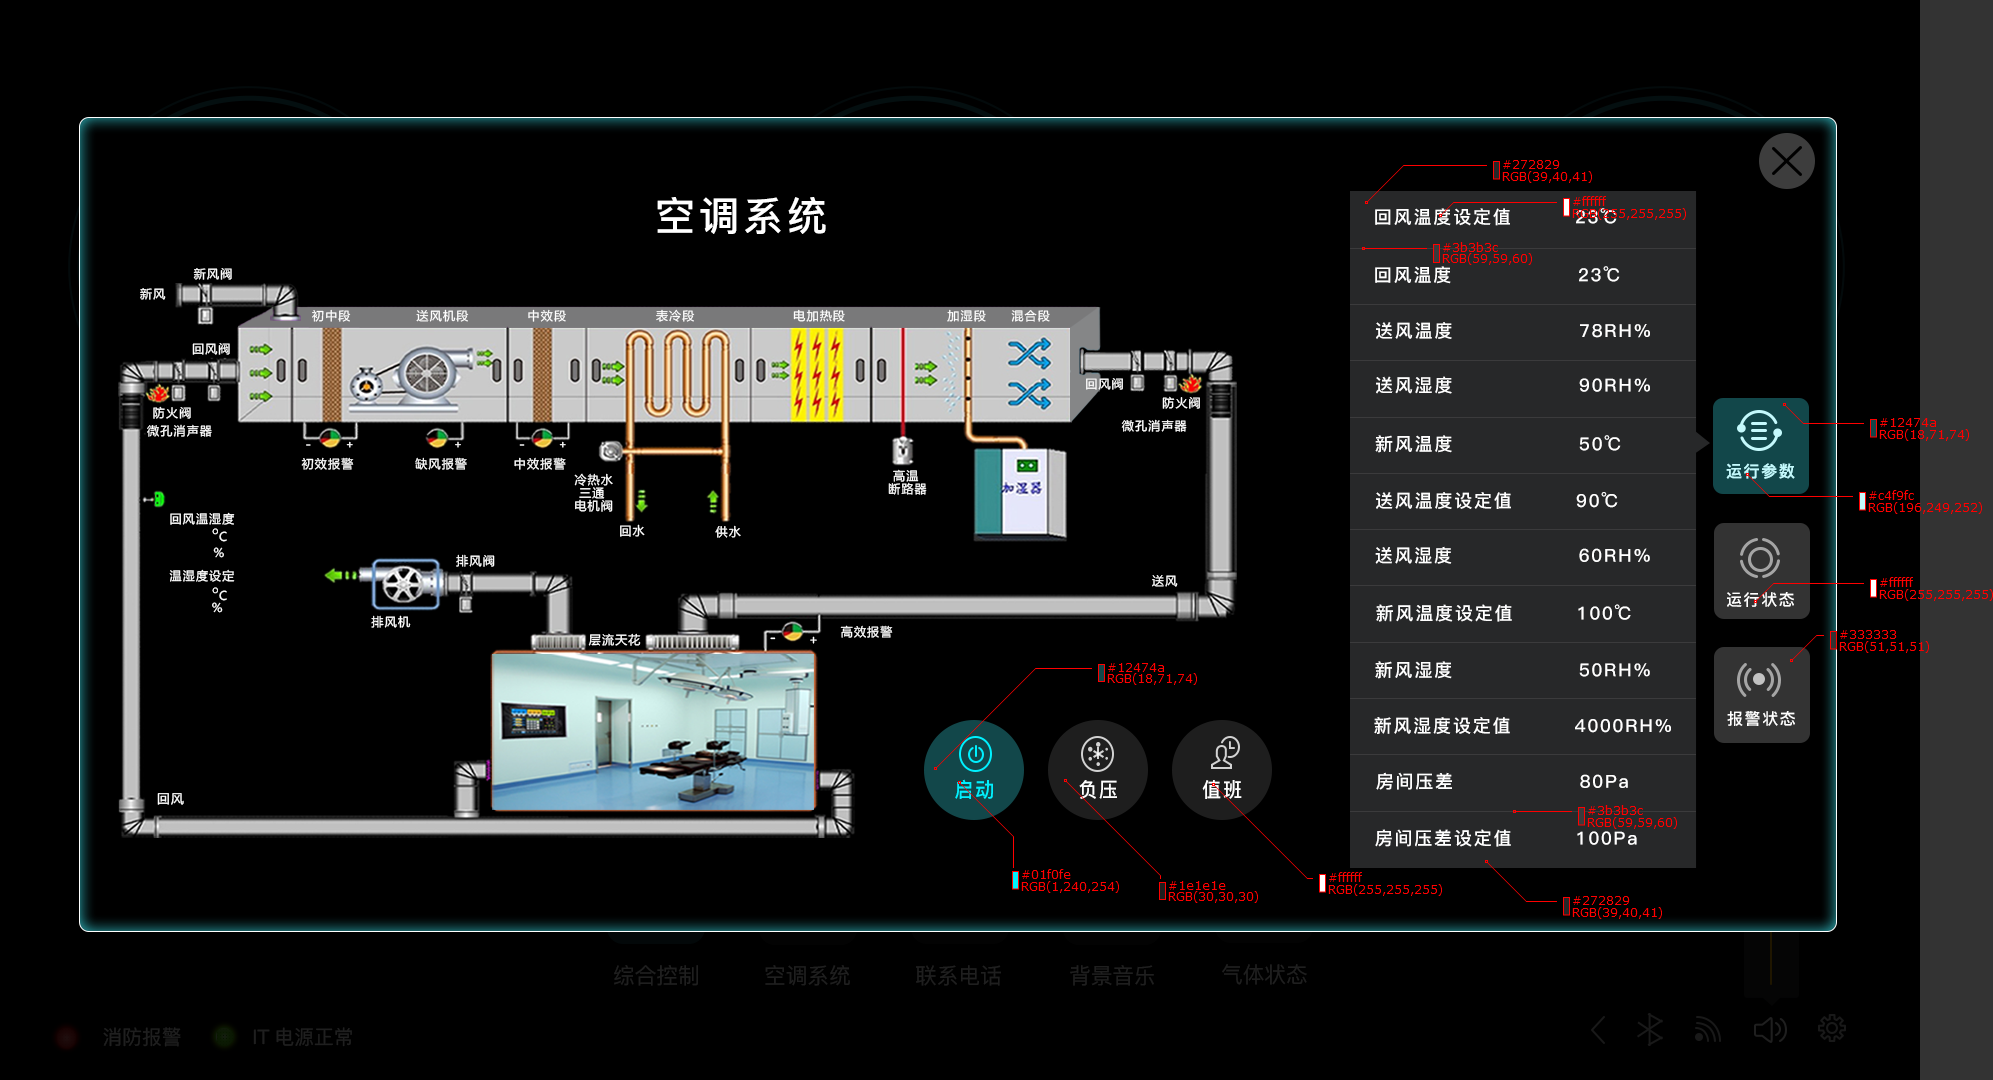 空调系统
#272829
RGB(39,40,41)
#ffffff
RGB(255,255,255)
回风温度设定值 23℃
#3b3b3c
RGB(59,59,60)
回风温度 23℃
送风温度 78RH%
送风湿度 90RH%
新风温度 50℃
送风温度设定值 90℃
送风湿度 60RH%
新风温度设定值 100℃
新风湿度 50RH%
新风湿度设定值 4000RH%
房间压差 80Pa
#3b3b3c
RGB(59,59,60)
房间压差设定值 100Pa
#272829
RGB(39,40,41)
运行参数
#12474a
RGB(18,71,74)
#c4f9fc
RGB(196,249,252)
运行状态
#ffffff
RGB(255,255,255)
#333333
RGB(51,51,51)
报警状态
新风阀
新风
初中段
送风机段
中效段
表冷段
电加热段
加湿段
混合段
回风阀
防火阀
微孔消声器
回风阀
防火阀
微孔消声器
- +
+
- +
初效报警
缺风报警
中效报警
冷热水
三通
电机阀
回水
供水
高温
断路器
加湿器
回风温湿度
℃
%
温湿度设定
℃
%
排风阀
排风机
送风
层流天花
- +
高效报警
回风
#12474a
RGB(18,71,74)
启动
负压
值班
#01f0fe
RGB(1,240,254)
#1e1e1e
RGB(30,30,30)
#ffffff
RGB(255,255,255)
综合控制
空调系统
联系电话
背景音乐
气体状态
消防报警
IT 电源正常